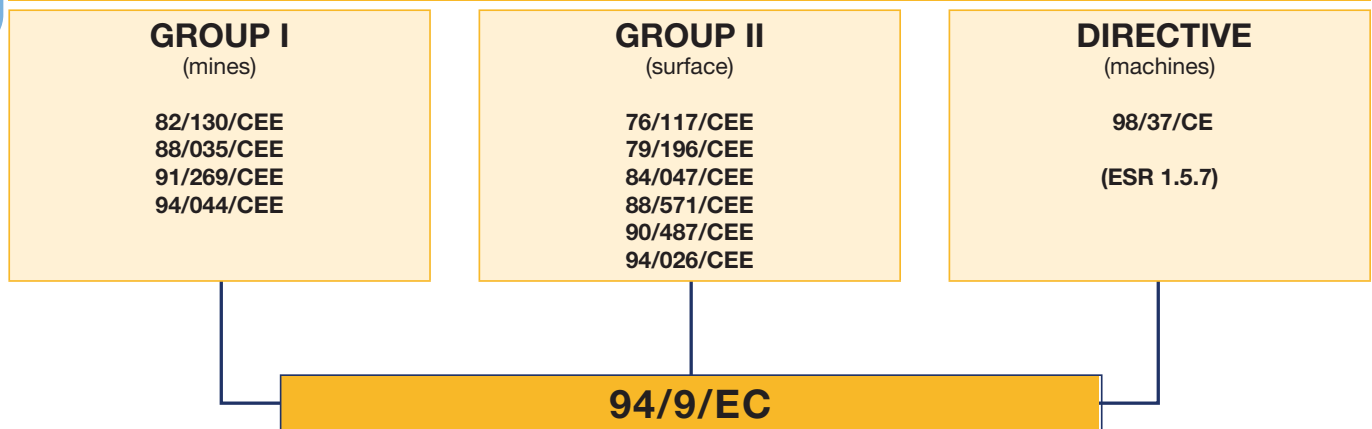 GROUP I
(mines)
82/130/CEE
88/035/CEE
91/269/CEE
94/044/CEE
GROUP II
(surface)
76/117/CEE
79/196/CEE
84/047/CEE
88/571/CEE
90/487/CEE
94/026/CEE
DIRECTIVE
(machines)
98/37/CE
(ESR 1.5.7)
94/9/EC